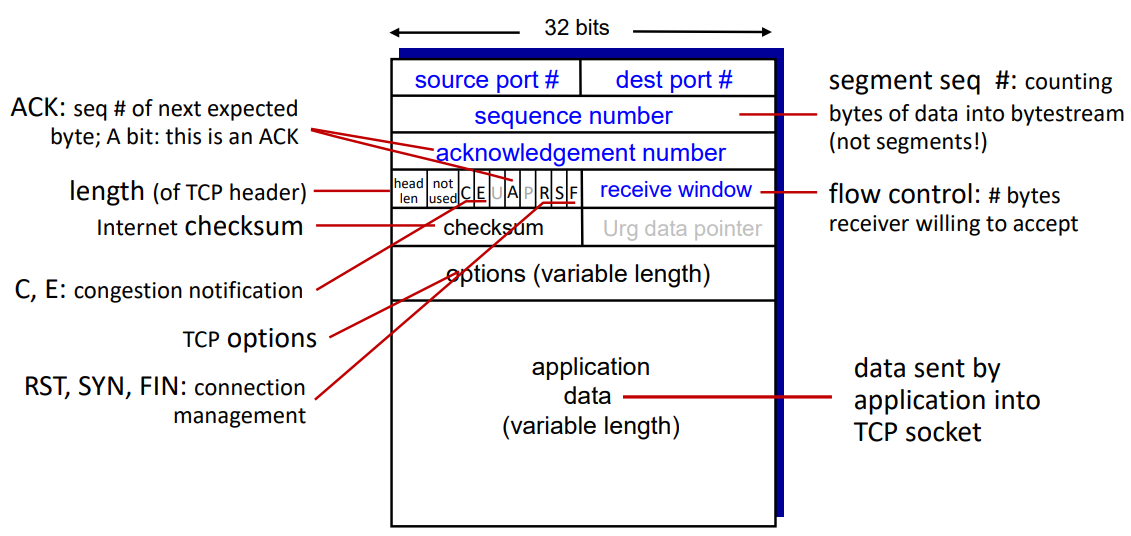 32 bits
source port #
dest port #
sequence number
acknowledgement number
head
len
not
used
C E U A P R S F
receive window
checksum
Urg data pointer
options (variable length)
application
data
(variable length)
ACK: seq # of next expected
byte; A bit: this is an ACK
length (of TCP header)
Internet checksum
C, E: congestion notification
TCP options
RST, SYN, FIN: connection
management
segment seq #: counting
bytes of data into bytestream
(not segments!)
flow control: # bytes
receiver willing to accept
data sent by
application into
TCP socket